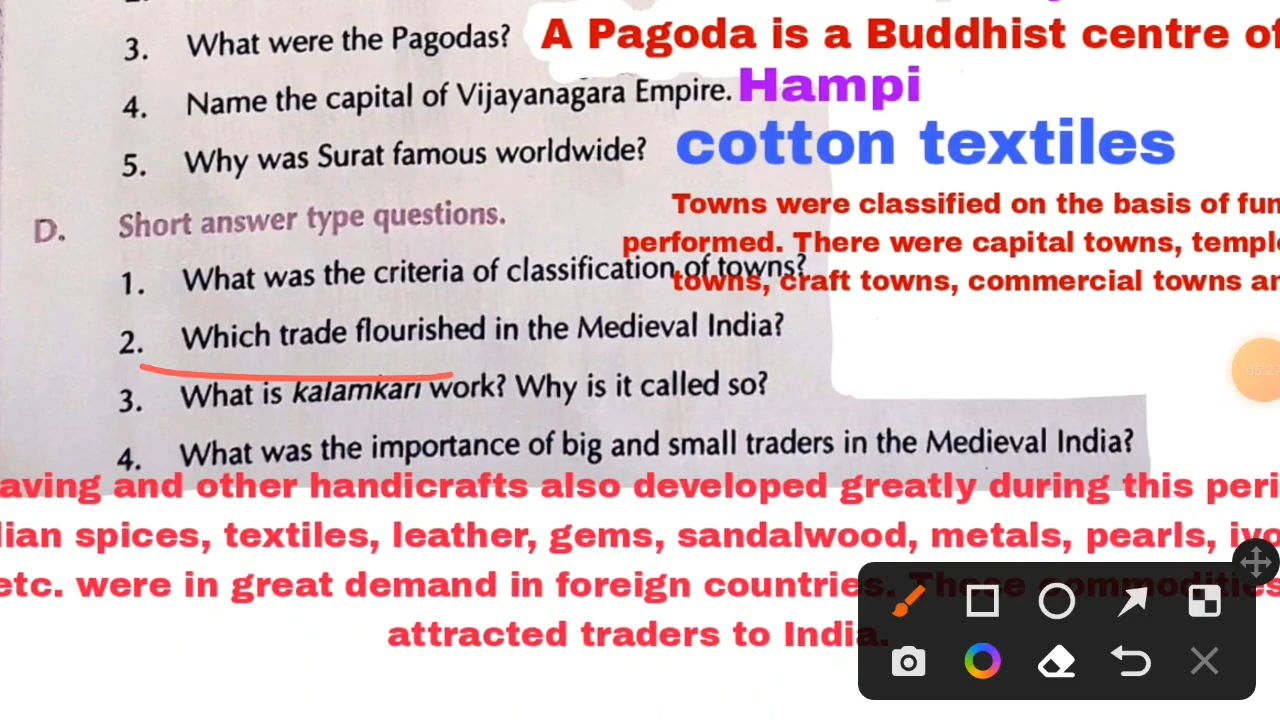 3. What were the Pagodas? A Pagoda is a Buddhist centre of
4. Name the capital of Vijayanagara Empire. Hampi
5. Why was Surat famous worldwide? cotton textiles
D. Short answer type questions.
Towns were classified on the basis of fun
performed. There were capital towns, temple
towns, craft towns, commercial towns an
1. What was the criteria of classification of towns?
2. Which trade flourished in the Medieval India?
3. What is kalamkari work? Why is it called so?
4. What was the importance of big and small traders in the Medieval India?
aving and other handicrafts also developed greatly during this peri
ian spices, textiles, leather, gems, sandalwood, metals, pearls, ivo
etc. were in great demand in foreign countries. These commodities
attracted traders to India.
05:27